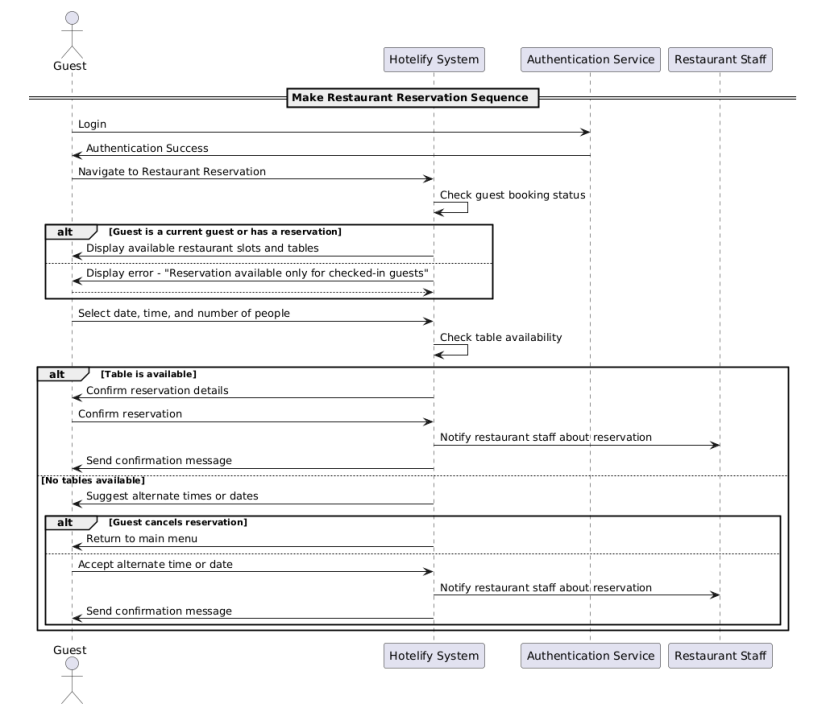 Guest
Hotelify System
Authentication Service
Restaurant Staff
Make Restaurant Reservation Sequence
Login
Authentication Success
Navigate to Restaurant Reservation
Check guest booking status
alt [Guest is a current guest or has a reservation]
Display available restaurant slots and tables
Display error - "Reservation available only for checked-in guests"
Select date, time, and number of people
Check table availability
alt [Table is available]
Confirm reservation details
Confirm reservation
Notify restaurant staff about reservation
Send confirmation message
[No tables available]
Suggest alternate times or dates
alt [Guest cancels reservation]
Return to main menu
Accept alternate time or date
Notify restaurant staff about reservation
Send confirmation message
Guest
Hotelify System
Authentication Service
Restaurant Staff